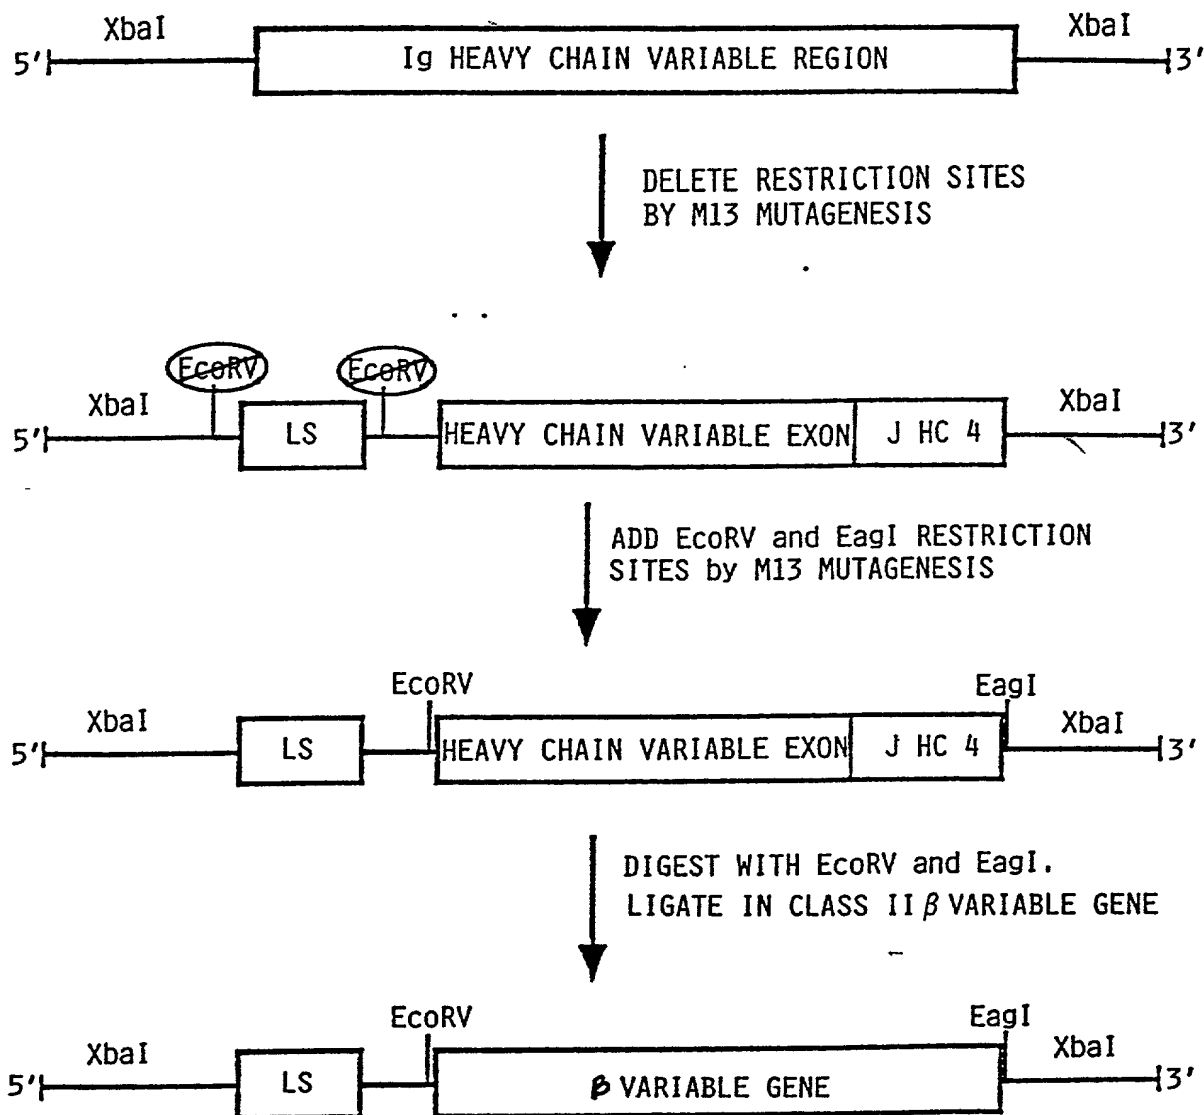 XbaI XbaI
5' Ig HEAVY CHAIN VARIABLE REGION 3'
DELETE RESTRICTION SITES
BY M13 MUTAGENESIS
EcoRV EcoRV
XbaI XbaI
5' LS HEAVY CHAIN VARIABLE EXON J HC 4 3'
ADD EcoRV and EagI RESTRICTION
SITES by M13 MUTAGENESIS
EcoRV EagI
XbaI XbaI
5' LS HEAVY CHAIN VARIABLE EXON J HC 4 3'
DIGEST WITH EcoRV and EagI.
LIGATE IN CLASS II β VARIABLE GENE
EcoRV EagI
XbaI XbaI
5' LS β VARIABLE GENE 3'